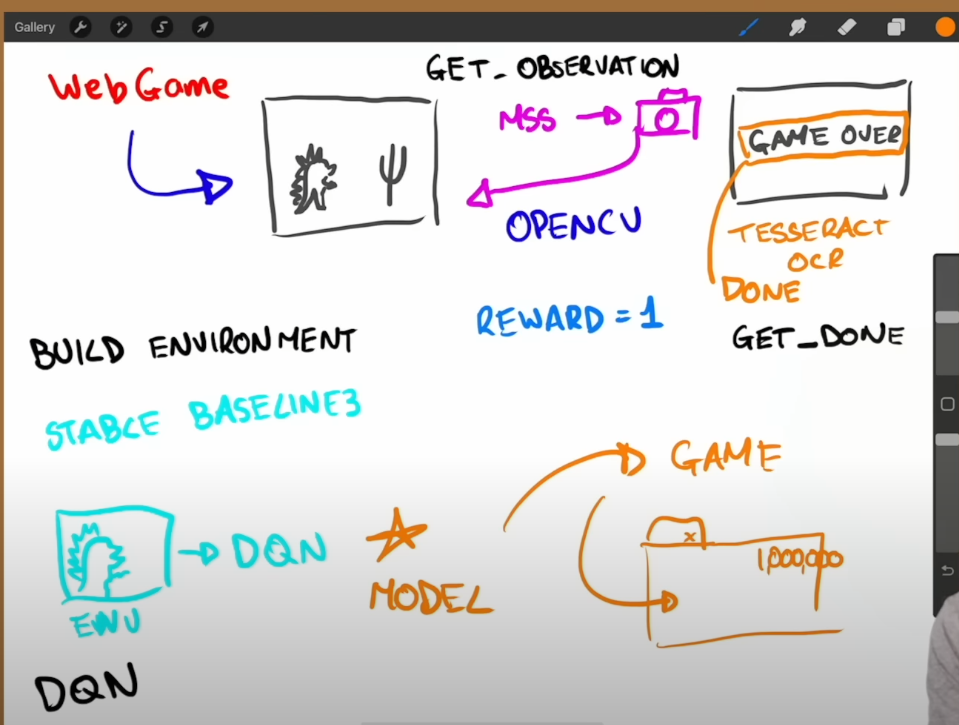 Gallery
WebGame
GET_OBSERVATION
MSS
GAME OVER
OPENCV
TESSERACT
OCR
DONE
REWARD = 1
GET_DONE
BUILD ENVIRONMENT
STABLE BASELINE3
GAME
x
1,000,000
DQN
MODEL
ENV
DQN